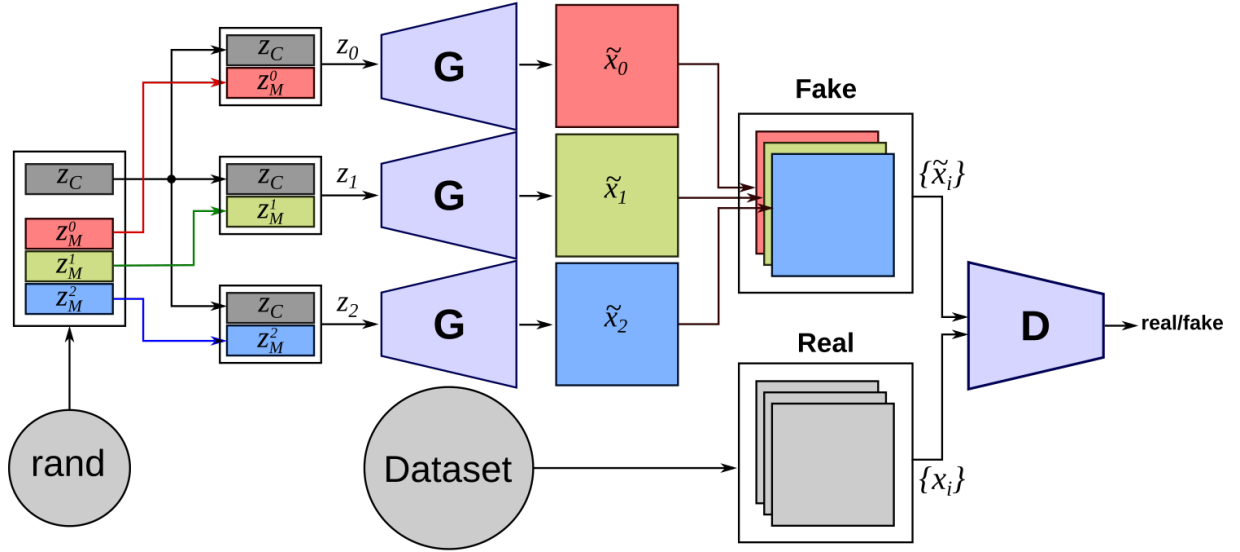 z_C
z_M^0
z_M^1
z_M^2
rand
z_C
z_M^0
z_0
G
x̃_0
z_C
z_M^1
z_1
G
x̃_1
z_C
z_M^2
z_2
G
x̃_2
Fake
{x̃_i}
Dataset
Real
{x_i}
D
real/fake